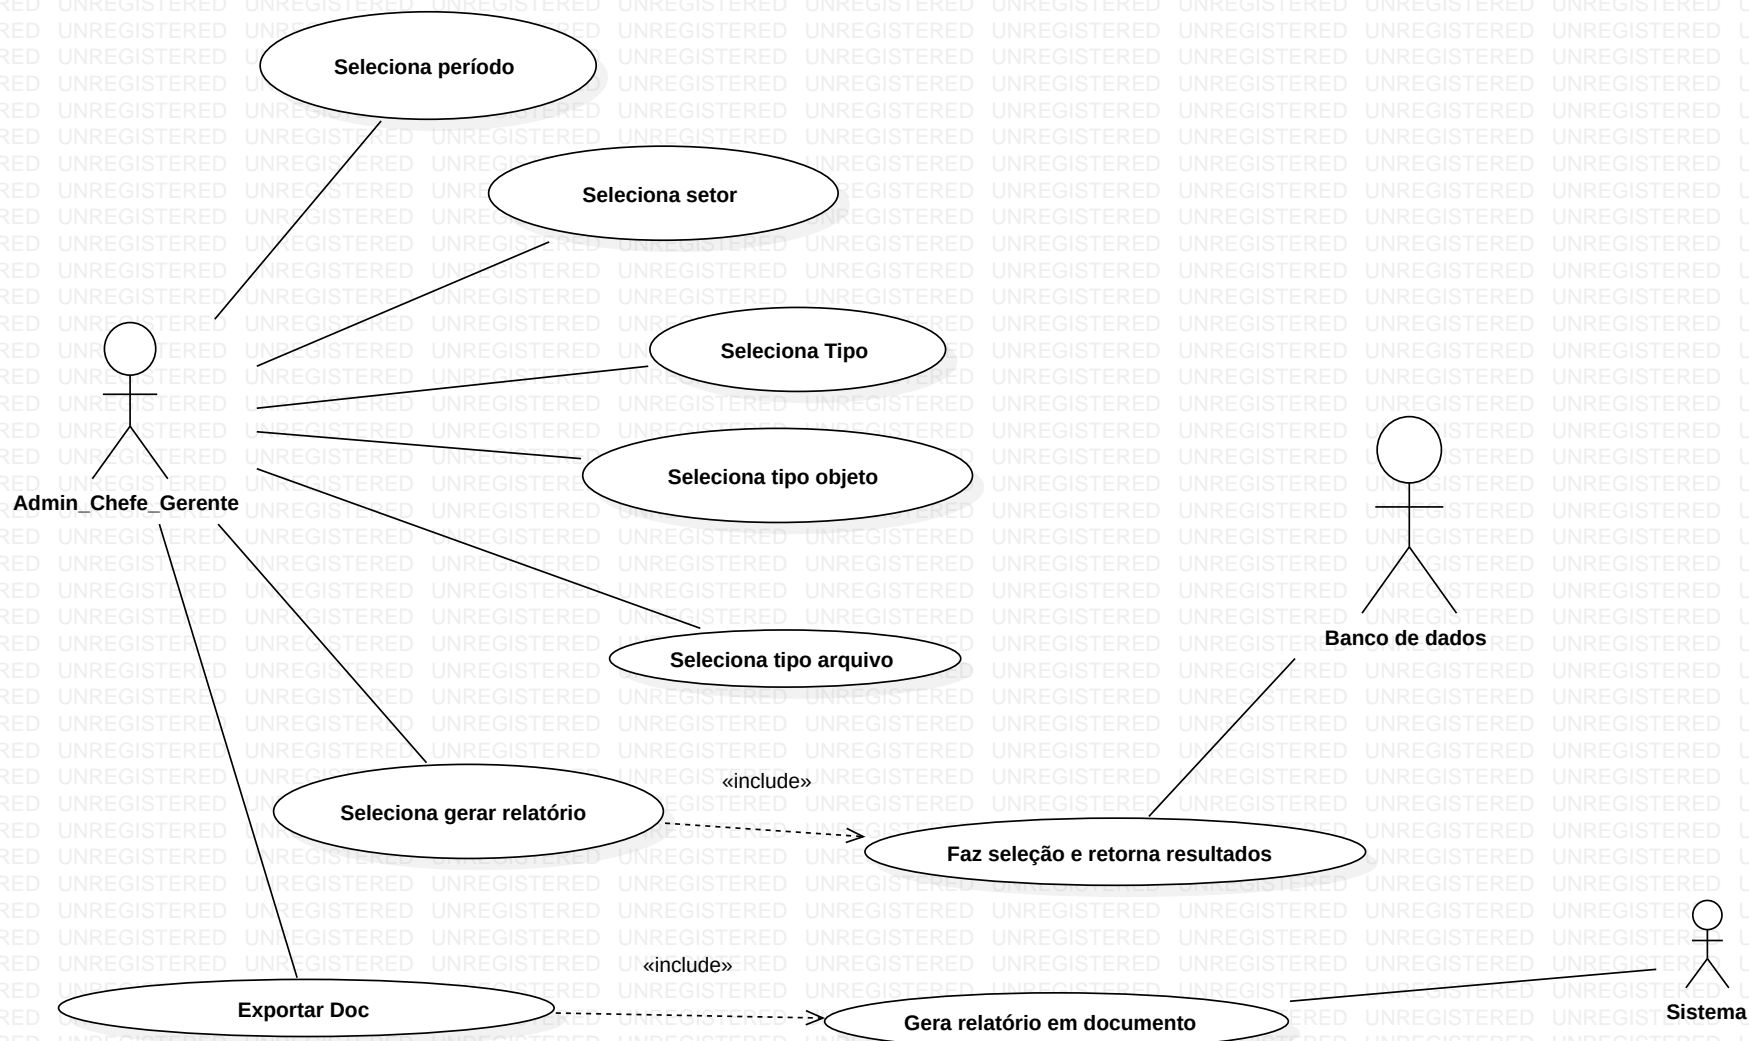 Seleciona período
Seleciona setor
Seleciona Tipo
Seleciona tipo objeto
Admin_Chefe_Gerente
Banco de dados
Seleciona tipo arquivo
«include»
Seleciona gerar relatório
Faz seleção e retorna resultados
«include»
Exportar Doc
Gera relatório em documento
Sistema
UNREGISTERED